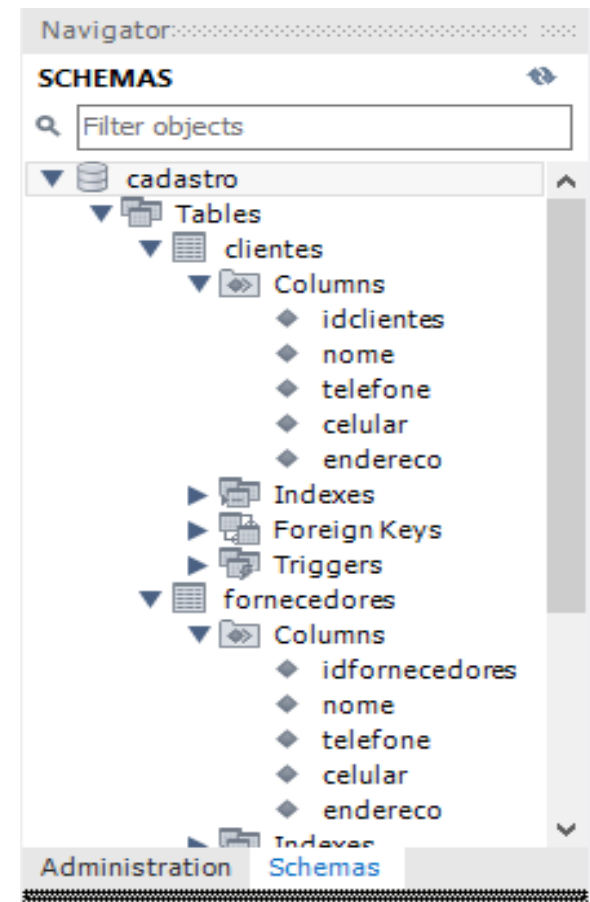 Navigator
SCHEMAS
Filter objects
cadastro
Tables
clientes
Columns
idclientes
nome
telefone
celular
endereco
Indexes
Foreign Keys
Triggers
fornecedores
Columns
idfornecedores
nome
telefone
celular
endereco
Indexes
Administration Schemas